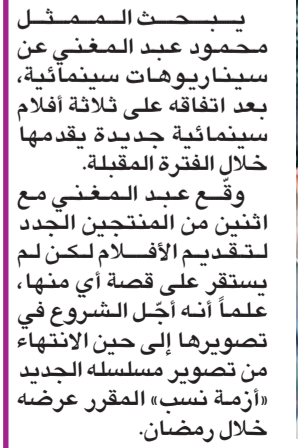 يبحث الممثل
محمود عبد المغني عن
سيناريوهات سينمائية،
بعد اتفاقه على ثلاثة أفلام
سينمائية جديدة يقدمها
خلال الفترة المقبلة.
وقّع عبد المغني مع
اثنين من المنتجين الجدد
لتقديم الأفلام لكن لم
يستقر على قصة أي منها،
علماً أنه أجّل الشروع في
تصويرها إلى حين الانتهاء
من تصوير مسلسله الجديد
«أزمة نسب» المقرر عرضه
خلال رمضان.